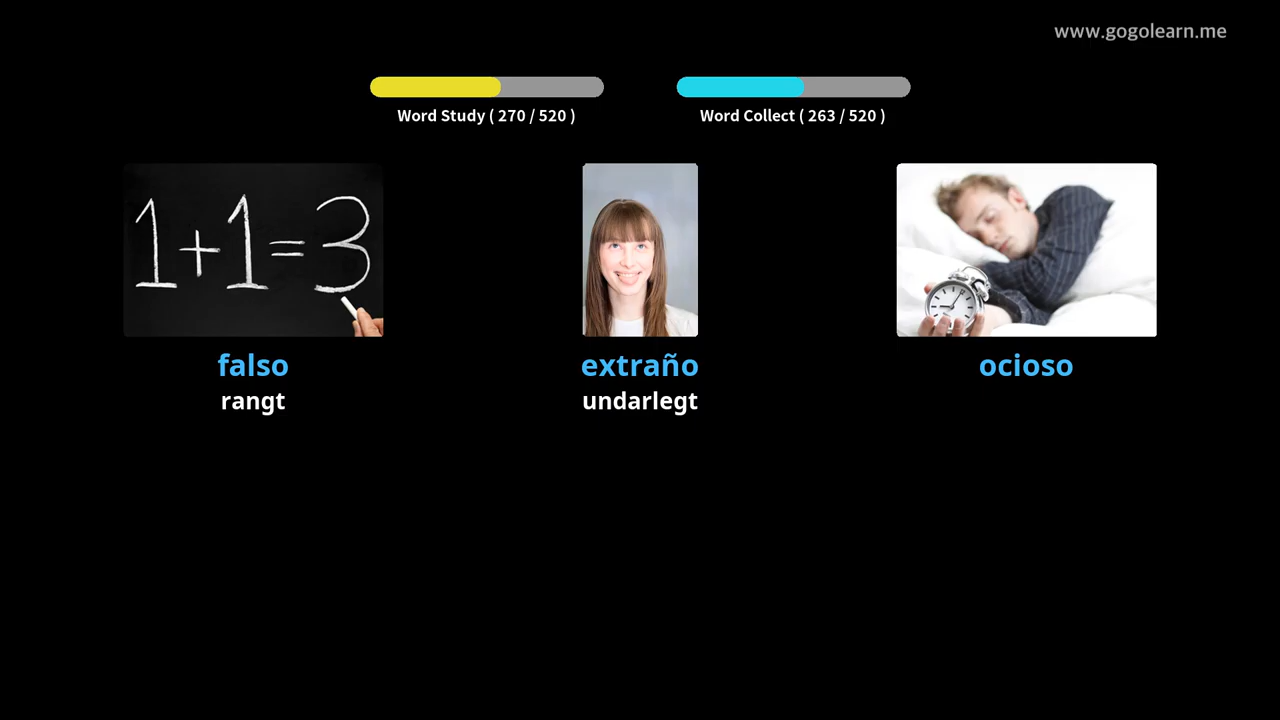 www.gogolearn.me
Word Study ( 270 / 520 )
Word Collect ( 263 / 520 )
1+1=3
falso
extraño
ocioso
rangt
undarlegt